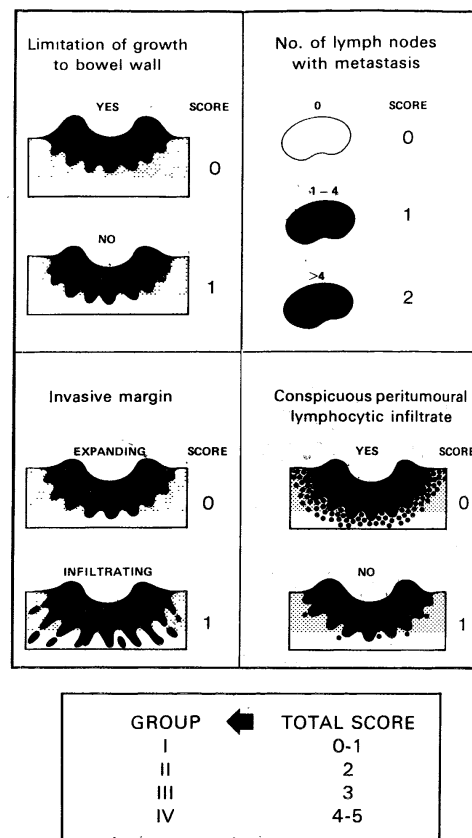 Limitation of growth
to bowel wall
YES
SCORE
0
NO
1
No. of lymph nodes
with metastasis
0
SCORE
0
1 – 4
1
>4
2
Invasive margin
EXPANDING
SCORE
0
INFILTRATING
1
Conspicuous peritumoural
lymphocytic infiltrate
YES
SCORE
0
NO
1
GROUP TOTAL SCORE
I 0-1
II 2
III 3
IV 4-5